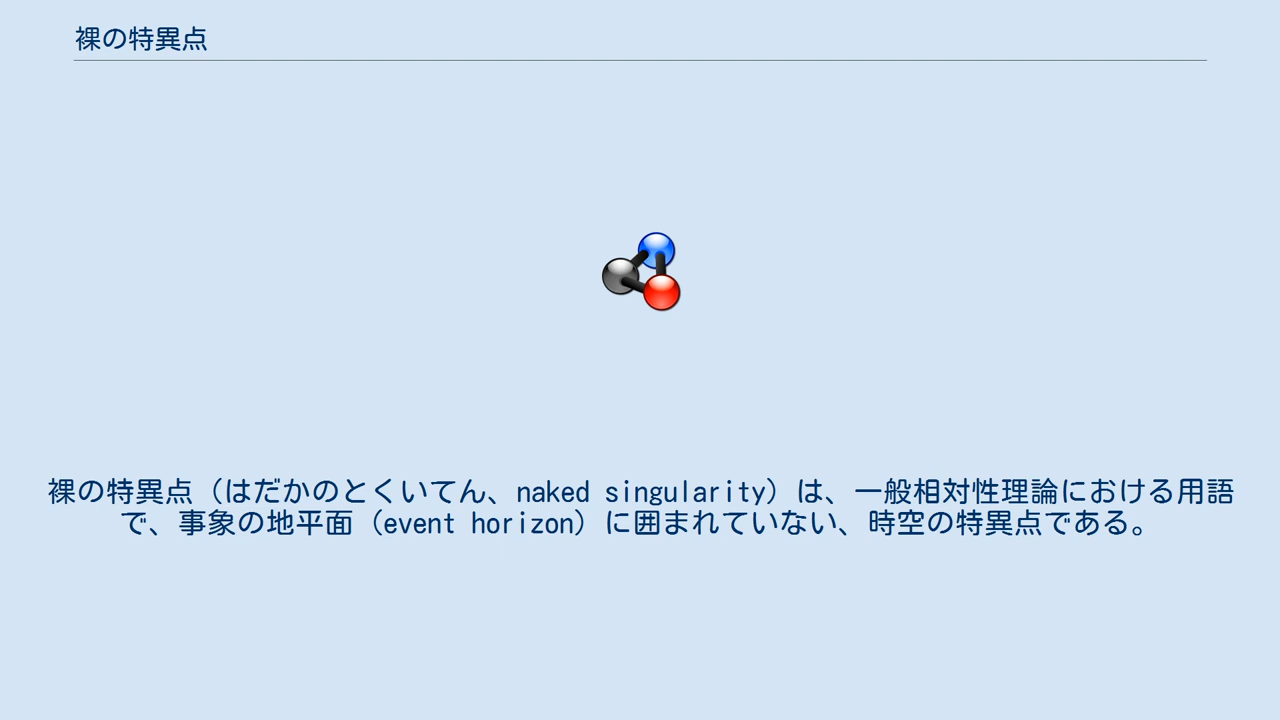 裸の特異点
裸の特異点（はだかのとくいてん、naked singularity）は、一般相対性理論における用語
で、事象の地平面（event horizon）に囲まれていない、時空の特異点である。